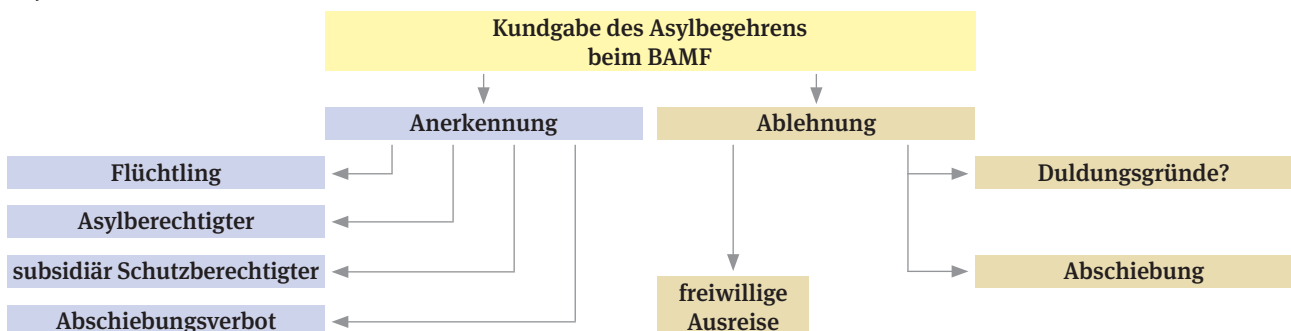 Kundgabe des Asylbegehrens
beim BAMF
Anerkennung
Ablehnung
Flüchtling
Duldungsgründe?
Asylberechtigter
subsidiär Schutzberechtigter
Abschiebung
freiwillige
Ausreise
Abschiebungsverbot